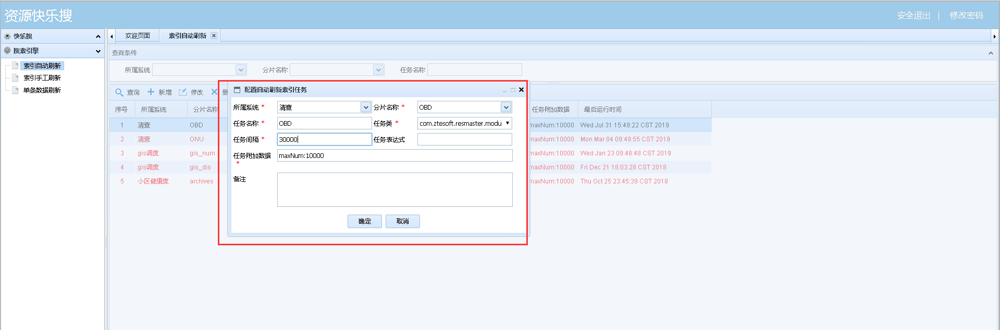 资源快乐搜
安全退出 | 修改密码
快乐搜
搜索引擎
索引自动刷新
索引手工刷新
单条数据刷新
欢迎页面 索引自动刷新
查询条件
所属系统 分片名称 任务名称
查询 新增 修改 删
序号 所属系统 分片名称 任务附加数据 最后运行时间
1 清查 OBD maxNum:10000 Wed Jul 31 15:49:22 CST 2019
2 清查 ONU maxNum:10000 Mon Mar 04 09:49:55 CST 2019
3 gis调度 gis_num maxNum:10000 Wed Jan 23 09:48:48 CST 2019
4 gis调度 gis_dis maxNum:10000 Fri Dec 21 18:03:28 CST 2018
5 小区健康度 archives maxNum:10000 Thu Oct 25 23:45:39 CST 2018
配置自动刷新索引任务
所属系统 * 清查 分片名称 * OBD
任务名称 * OBD 任务类 * com.ztesoft.resmaster.modu
任务间隔 * 30000 任务表达式
任务附加数据 * maxNum:10000
备注
确定 取消